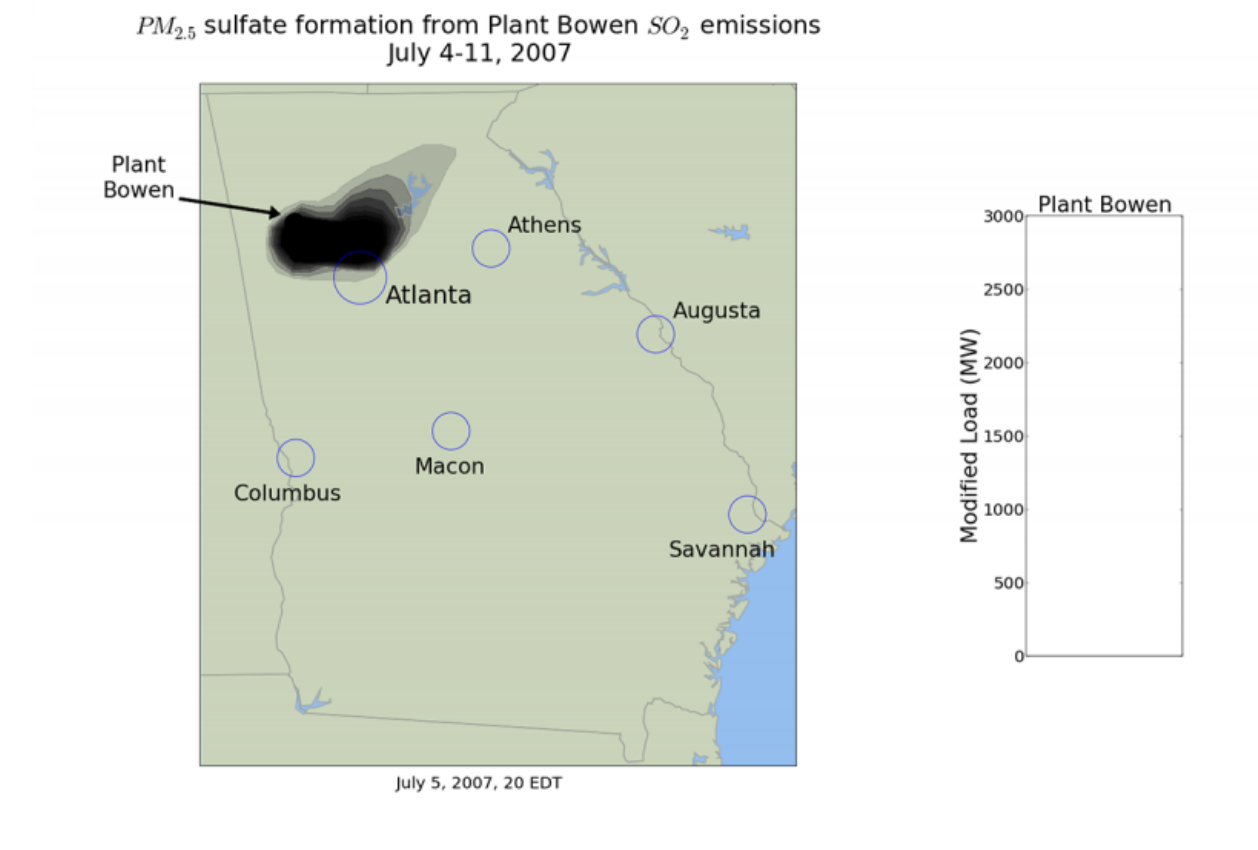 PM2.5 sulfate formation from Plant Bowen SO2 emissions
July 4-11, 2007
Plant
Bowen
Athens
Atlanta
Augusta
Macon
Columbus
Savannah
July 5, 2007, 20 EDT
Plant Bowen
3000
2500
2000
1500
1000
500
0
Modified Load (MW)